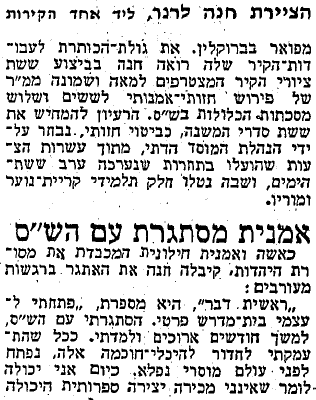 הציירת חנה לרנר, ליד אחד הקירות
מפואר בברוקלין. את גולת־הכותרת לעבו־
דות־הקיר שלה רואה חנה בביצוע ששת
ציורי הקיר המצטרפים למאה ושמונה ממ״ר
של פירוש חזותי־אמנותי לששים ושלוש
מסכתות הכלולות בש״ס. הרעיון להמחיש את
ששת סדרי המשנה, כביטוי חזותי, נבחר על־
ידי הנהלת המוסד הדתי, מתוך עשרות הצ־
עות שהועלו בתחרות שנערכה ערב ששת־
הימים, ושבה נטלו חלק תלמידי קריית־נוער
ומוריו.
אמנית מסתגרת עם הש״ס
כאשה ואמנית חילונית המכבדת את מסו־
רת היהדות, קיבלה חנה את האתגר ברגשות
מעורבים:
„ראשית דבר״, היא מספרת, „פתחתי ל־
עצמי בית־מדרש פרטי. הסתגרתי עם הש״ס,
למשך חודשים ארוכים ולמדתי. ככל שהת־
עמקתי לחדור להיכלי־חוכמה אלה, נפתח
לפני עולם מוסרי נפלא. כיום אני יכולה
לומר שאינני מכירה יצירה ספרותית היכולה